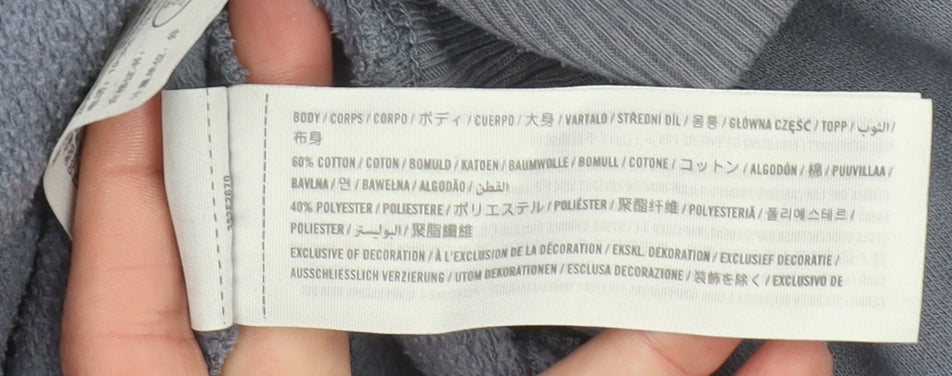 BODY / CORPS / CORPO / ボディ / CUERPO / 大身 / VARTALO / STŘEDNÍ DÍL / 몸통 / GŁÓWNA CZĘŚĆ / TOPP / الثوب /
布身
60% COTTON / COTON / BOMULD / KATOEN / BAUMWOLLE / BOMULL / COTONE / コットン / ALGODÓN / 棉 / PUUVILLAA /
BAVLNA / 면 / BAWEŁNA / ALGODÃO / القطن
40% POLYESTER / POLIESTERE / ポリエステル / POLIÉSTER / 聚酯纤维 / POLYESTERIÄ / 폴리에스테르 /
POLIESTER / البوليستر / 聚脂纖維
EXCLUSIVE OF DECORATION / À L'EXCLUSION DE LA DÉCORATION / EKSKL. DEKORATION / EXCLUSIEF DECORATIE /
AUSSCHLIESSLICH VERZIERUNG / UTOM DEKORATIONEN / ESCLUSA DECORAZIONE / 装飾を除く / EXCLUSIVO DE